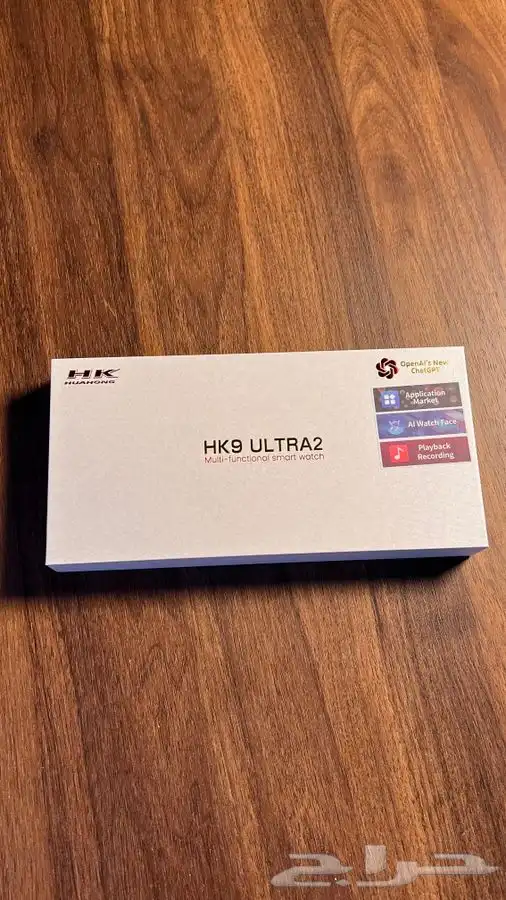 HK
HUAHONG
OpenAI's New
ChatGPT
Application
Market
AI Watch Face
Playback
Recording
HK9 ULTRA2
Multi-functional smart watch
حراج